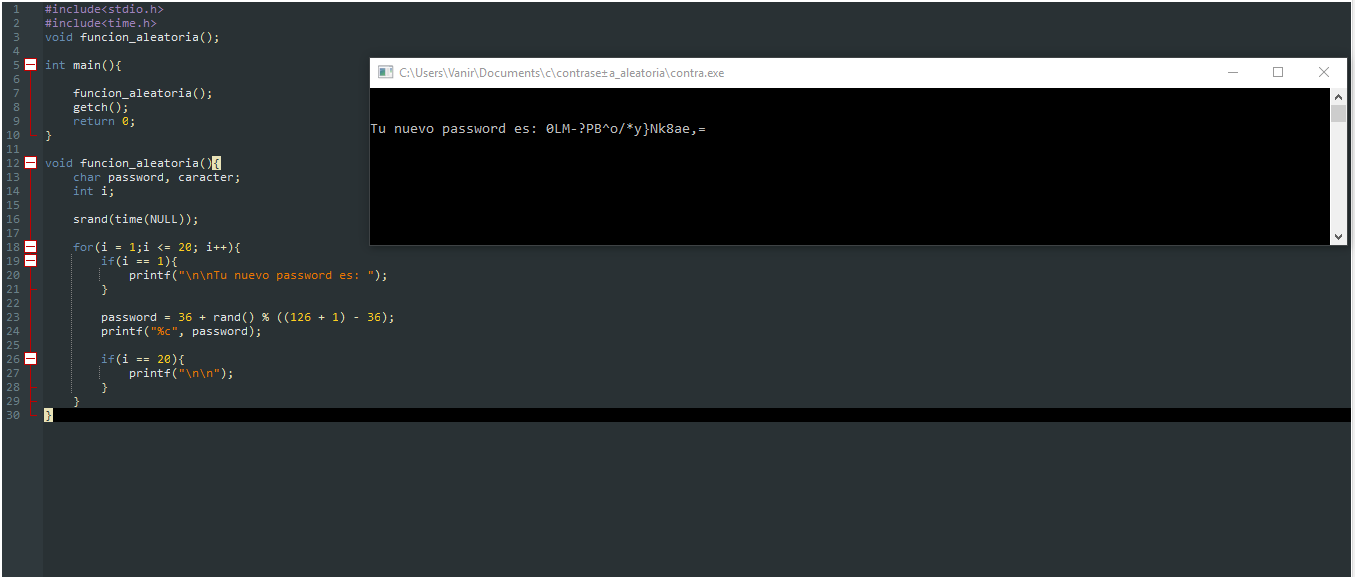 1 #include<stdio.h>
2 #include<time.h>
3 void funcion_aleatoria();
4
5 int main(){
6
7 funcion_aleatoria();
8 getch();
9 return 0;
10 }
11
12 void funcion_aleatoria(){
13 char password, caracter;
14 int i;
15
16 srand(time(NULL));
17
18 for(i = 1;i <= 20; i++){
19 if(i == 1){
20 printf("\n\nTu nuevo password es: ");
21 }
22
23 password = 36 + rand() % ((126 + 1) - 36);
24 printf("%c", password);
25
26 if(i == 20){
27 printf("\n\n");
28 }
29 }
30 }
C:\Users\Vanir\Documents\c\contrase±a_aleatoria\contra.exe
Tu nuevo password es: 0LM-?PB^o/*y}Nk8ae,=